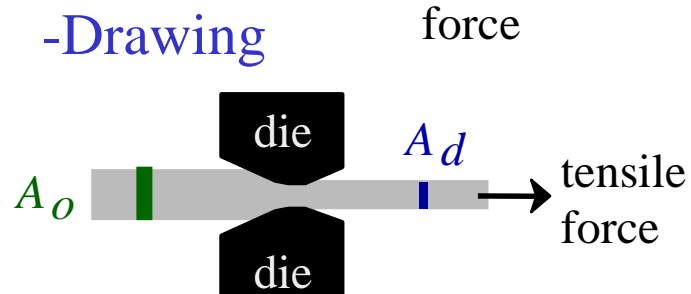 -Drawing
force
die
A d
A o
tensile
force
die